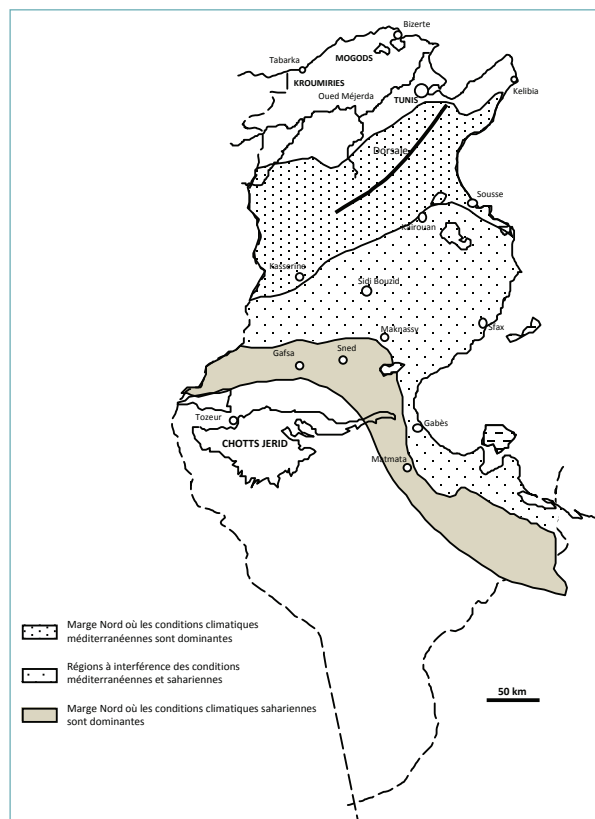 Bizerte
MOGODS
Tabarka
KROUMIRIES
Oued Méjerda
TUNIS
Kelibia
Dorsale
Sousse
Kairouan
Kasserine
Sidi Bouzid
Maknassy
Sfax
Sned
Gafsa
Tozeur
Gabès
CHOTTS JERID
Matmata
Marge Nord où les conditions climatiques
méditerranéennes sont dominantes
Régions à interférence des conditions
méditerranéennes et sahariennes
50 km
Marge Nord où les conditions climatiques sahariennes
sont dominantes